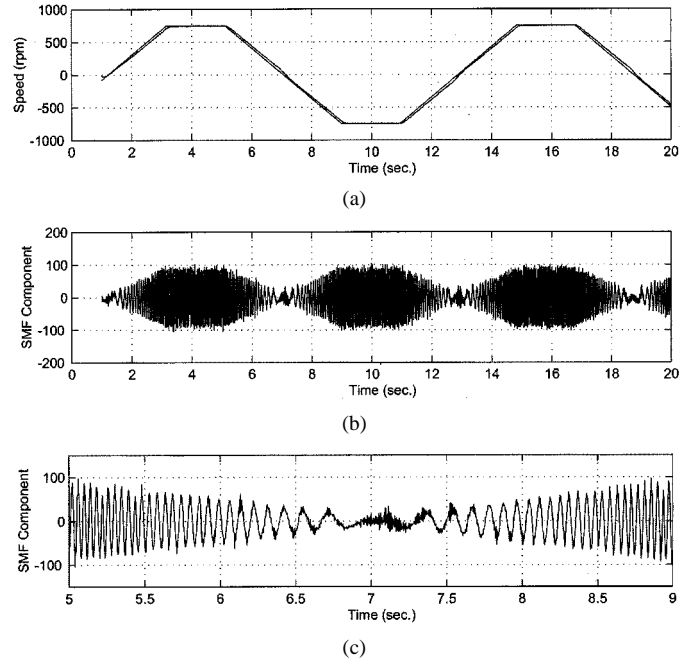 1000
500
0
-500
-1000
Speed (rpm)
0 2 4 6 8 10 12 14 16 18 20
Time (sec.)
(a)
200
100
0
-100
-200
SMF Component
0 2 4 6 8 10 12 14 16 18 20
Time (sec.)
(b)
100
0
-100
SMF Component
5 5.5 6 6.5 7 7.5 8 8.5 9
Time (sec.)
(c)